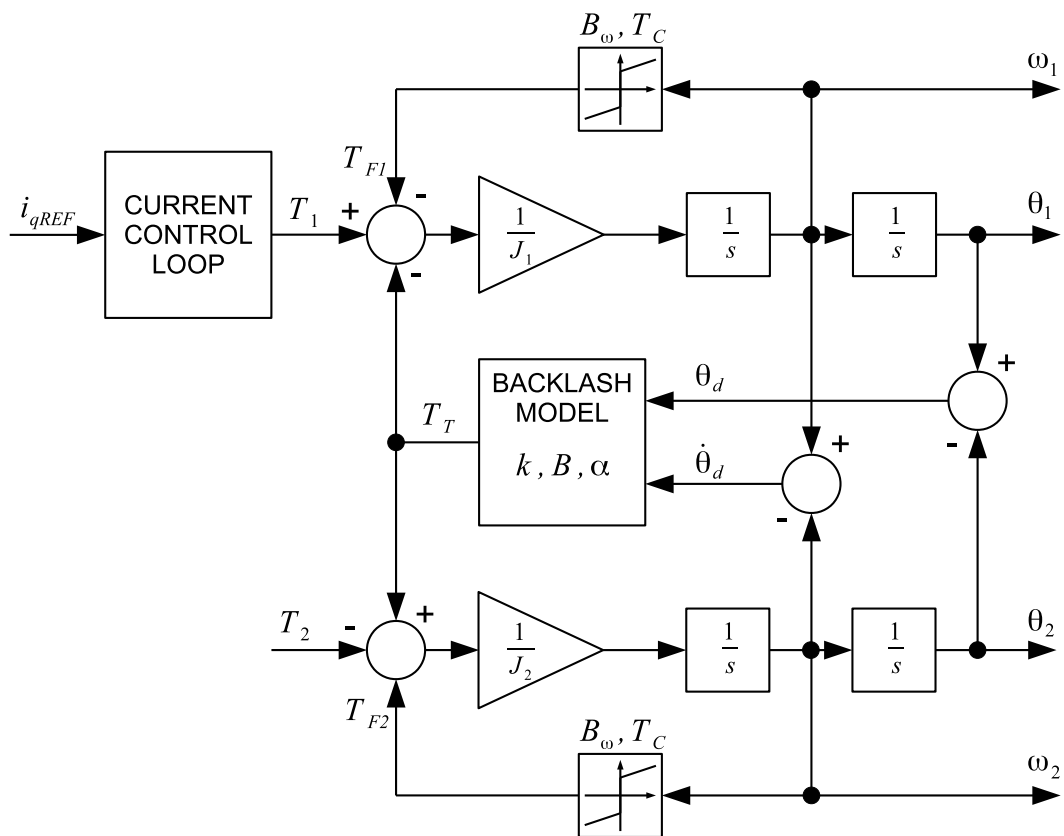 B_ω, T_C
ω_1
T_F1
-
i_qREF
CURRENT
CONTROL
LOOP
T_1
+
1/J_1
1/s
1/s
θ_1
-
BACKLASH
MODEL
k, B, α
T_T
θ_d
+
-
θ̇_d
+
-
T_2
-
+
1/J_2
1/s
1/s
θ_2
T_F2
B_ω, T_C
ω_2